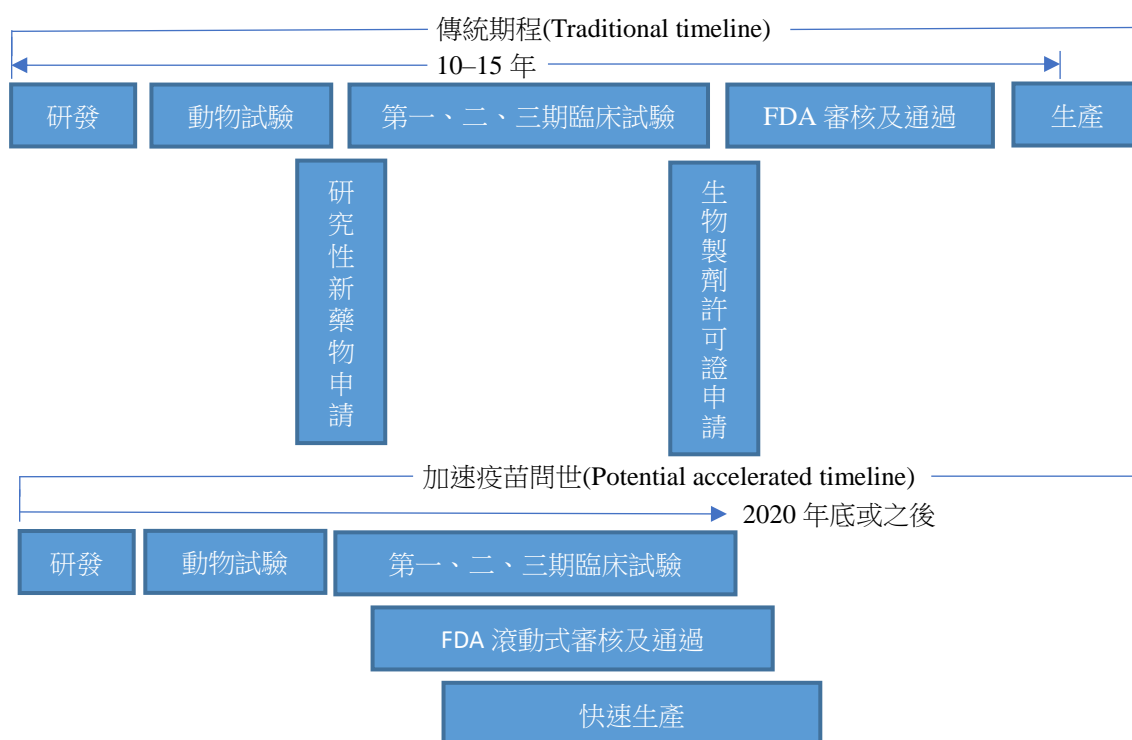 傳統期程(Traditional timeline)
10–15 年
研發
動物試驗
第一、二、三期臨床試驗
FDA 審核及通過
生產
研究性新藥物申請
生物製劑許可證申請
加速疫苗問世(Potential accelerated timeline)
2020 年底或之後
研發
動物試驗
第一、二、三期臨床試驗
FDA 滾動式審核及通過
快速生產